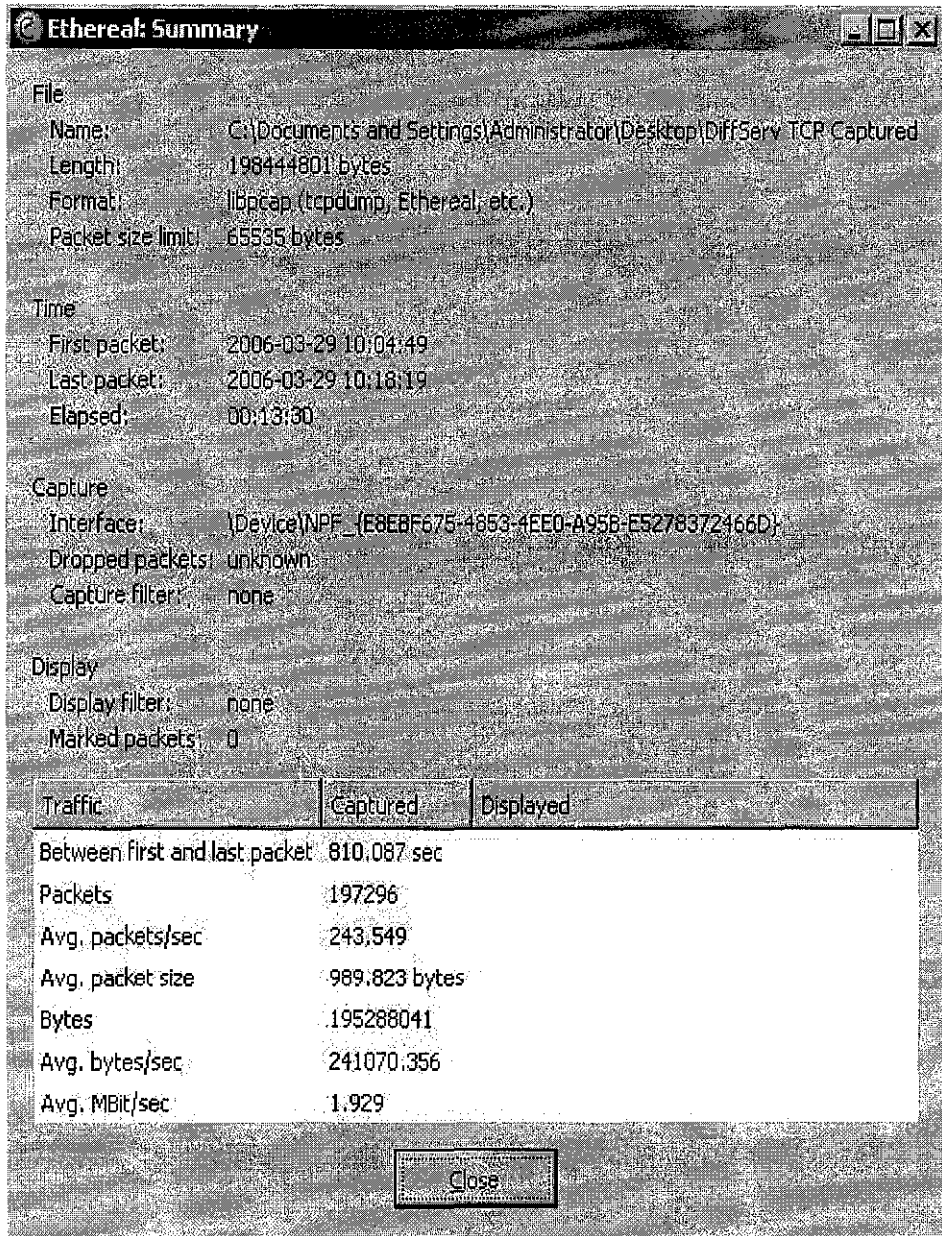 Ethereal: Summary
File
Name: C:\Documents and Settings\Administrator\Desktop\DiffServ TCP Captured
Length: 198444801 bytes
Format: libpcap (tcpdump, Ethereal, etc.)
Packet size limit: 65535 bytes
Time
First packet: 2006-03-29 10:04:49
Last packet: 2006-03-29 10:18:19
Elapsed: 00:13:30
Capture
Interface: \Device\NPF_{E8E8F675-4853-4EE0-A95B-E5278372466D}
Dropped packets: unknown
Capture filter: none
Display
Display filter: none
Marked packets: 0
Traffic Captured Displayed
Between first and last packet 810.087 sec
Packets 197296
Avg. packets/sec 243.549
Avg. packet size 989.823 bytes
Bytes 195288041
Avg. bytes/sec 241070.356
Avg. MBit/sec 1.929
Close